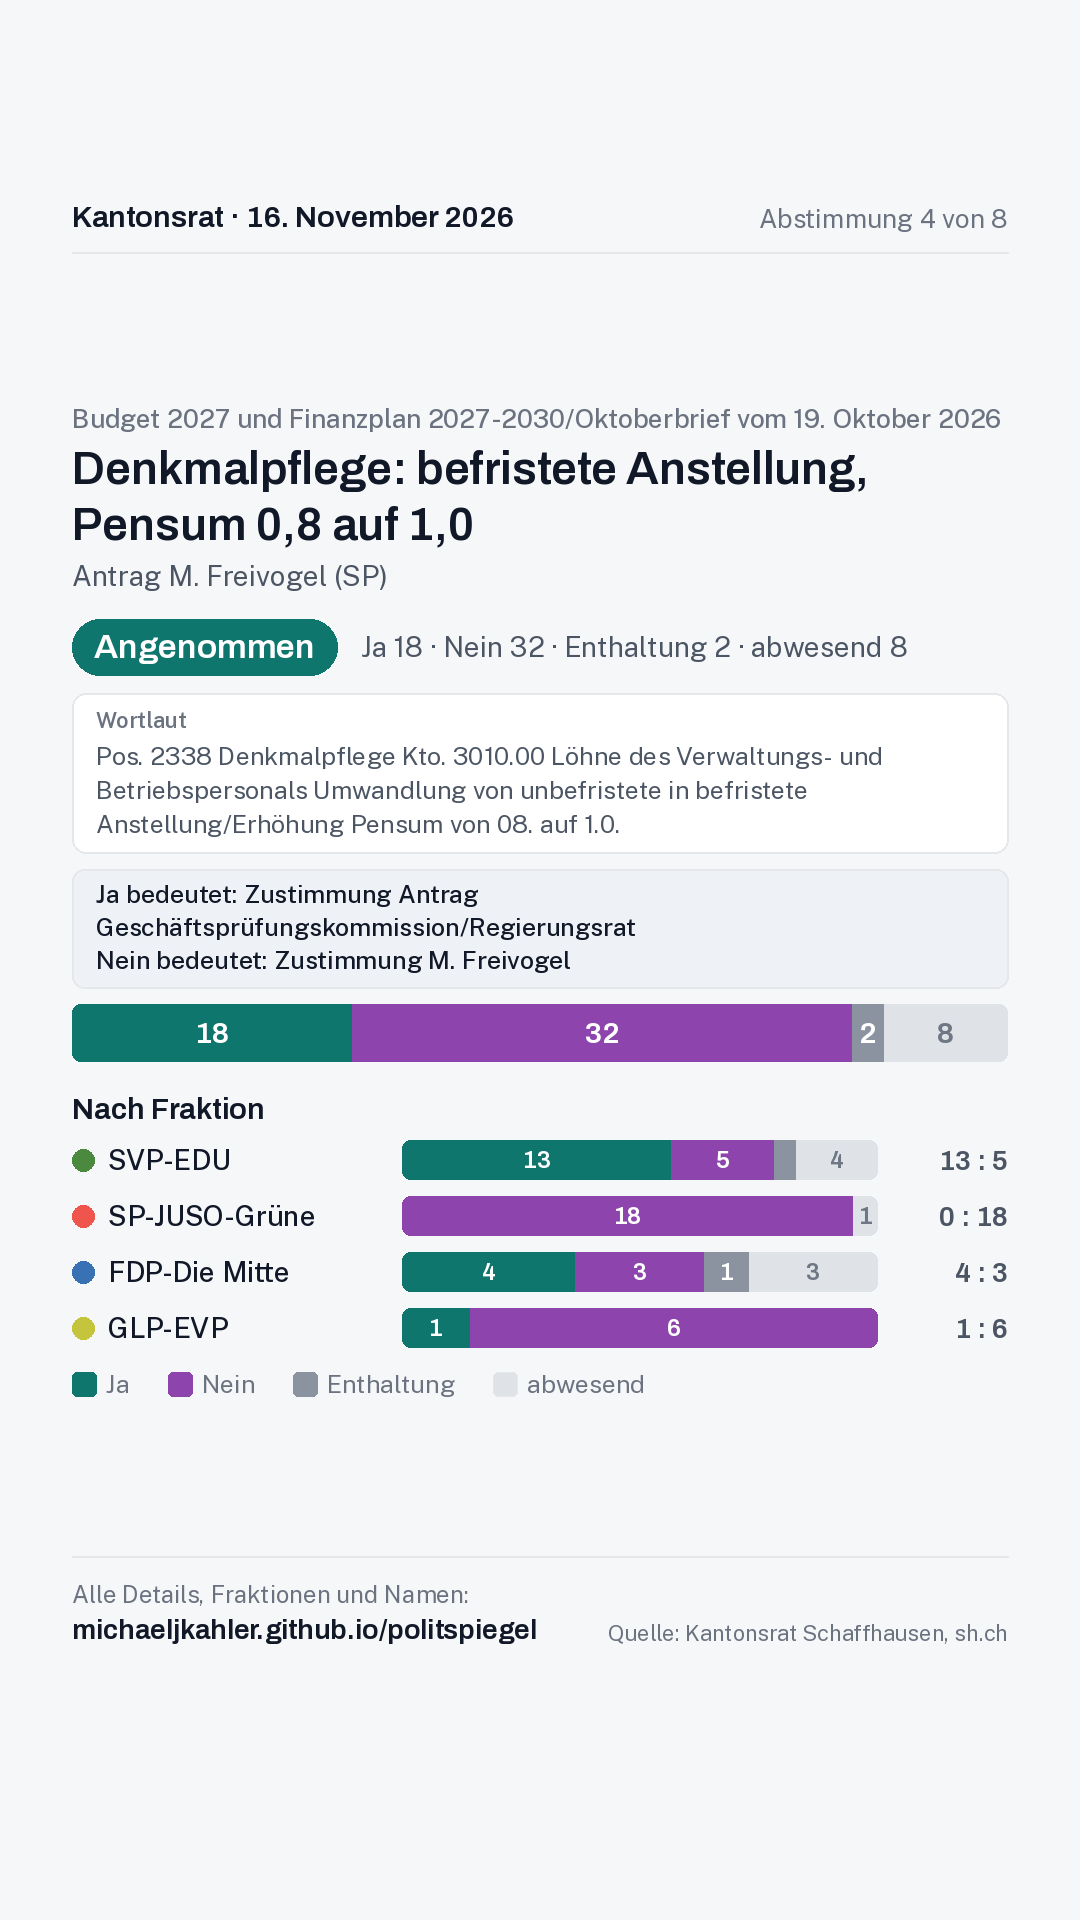 Kantonsrat · 16. November 2026
Abstimmung 4 von 8
Budget 2027 und Finanzplan 2027-2030/Oktoberbrief vom 19. Oktober 2026
Denkmalpflege: befristete Anstellung,
Pensum 0,8 auf 1,0
Antrag M. Freivogel (SP)
Angenommen
Ja 18 · Nein 32 · Enthaltung 2 · abwesend 8
Wortlaut
Pos. 2338 Denkmalpflege Kto. 3010.00 Löhne des Verwaltungs- und
Betriebspersonals Umwandlung von unbefristete in befristete
Anstellung/Erhöhung Pensum von 08. auf 1.0.
Ja bedeutet: Zustimmung Antrag
Geschäftsprüfungskommission/Regierungsrat
Nein bedeutet: Zustimmung M. Freivogel
18 32 2 8
Nach Fraktion
SVP-EDU 13 5 4 13 : 5
SP-JUSO-Grüne 18 1 0 : 18
FDP-Die Mitte 4 3 1 3 4 : 3
GLP-EVP 1 6 1 : 6
Ja Nein Enthaltung abwesend
Alle Details, Fraktionen und Namen:
michaeljkahler.github.io/politspiegel
Quelle: Kantonsrat Schaffhausen, sh.ch